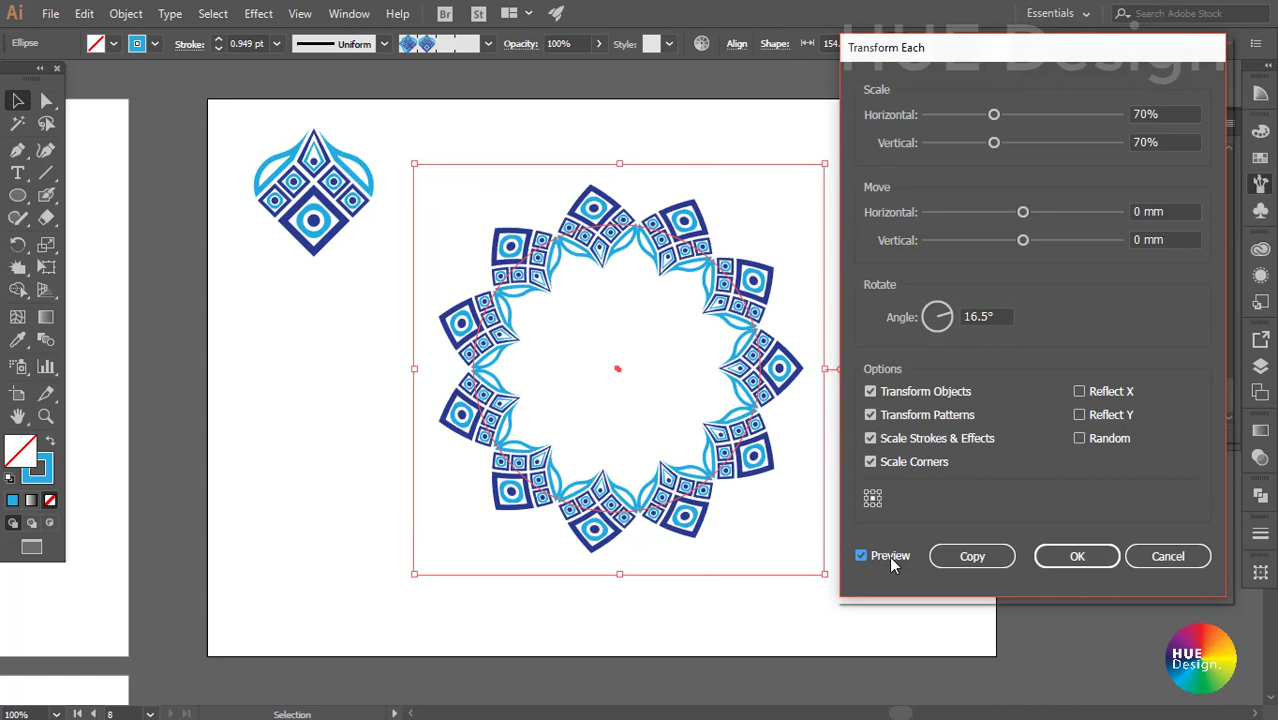 Ai File Edit Object Type Select Effect View Window Help Br St Essentials Search Adobe Stock
Ellipse Stroke: 0.949 pt Uniform Opacity: 100% Style: Align Shape: 154.
HUE Design
Transform Each
Scale
Horizontal: 70%
Vertical: 70%
Move
Horizontal: 0 mm
Vertical: 0 mm
Rotate
Angle: 16.5°
Options
Transform Objects Reflect X
Transform Patterns Reflect Y
Scale Strokes & Effects Random
Scale Corners
Preview Copy OK Cancel
HUE
Design.
100% 8 Selection